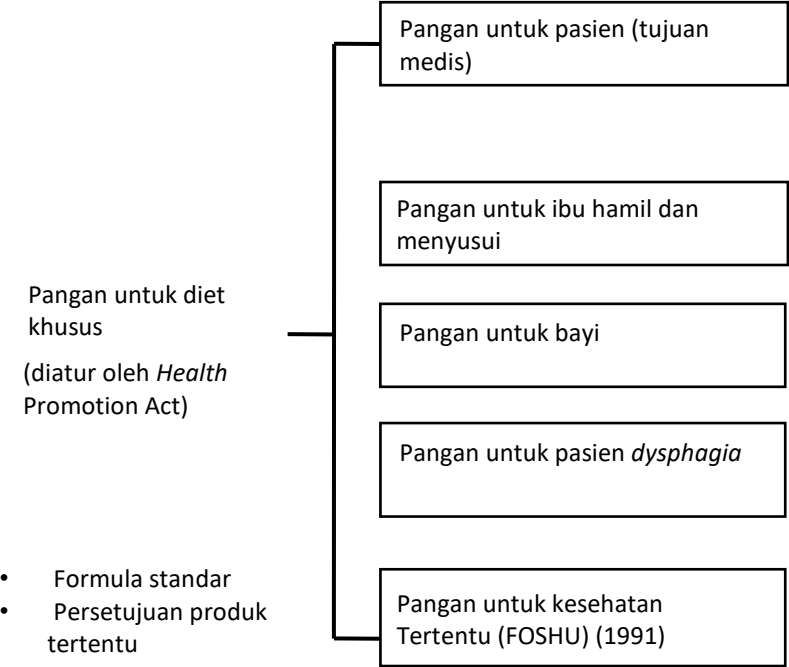 Pangan untuk pasien (tujuan
medis)
Pangan untuk ibu hamil dan
menyusui
Pangan untuk diet
khusus
(diatur oleh Health
Promotion Act)
Pangan untuk bayi
Pangan untuk pasien dysphagia
• Formula standar
• Persetujuan produk
tertentu
Pangan untuk kesehatan
Tertentu (FOSHU) (1991)